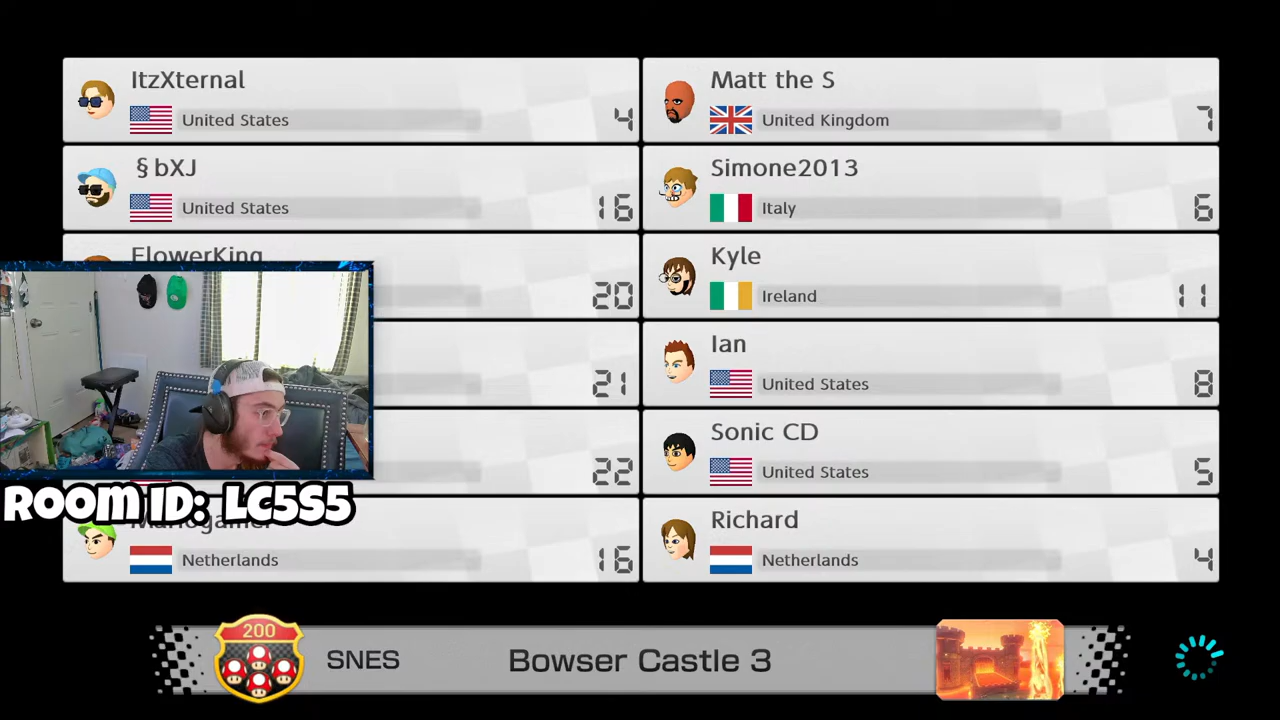 ItzXternal
United States
4
§bXJ
United States
16
FlowerKing
20
21
22
Netherlands
16
Matt the S
United Kingdom
7
Simone2013
Italy
6
Kyle
Ireland
11
Ian
United States
8
Sonic CD
United States
5
Richard
Netherlands
4
ROOM ID: LC5S5
200
SNES Bowser Castle 3